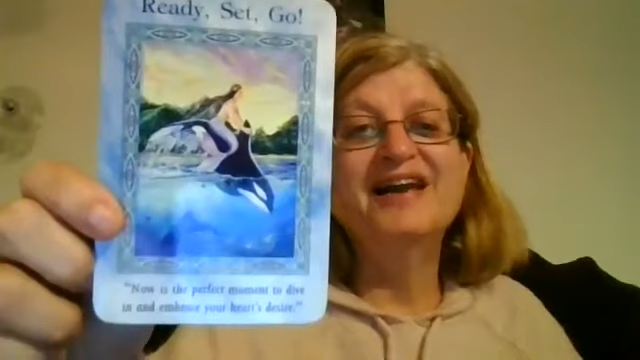 Ready, Set, Go!
"Now is the perfect moment to dive
in and embrace your heart's desire."